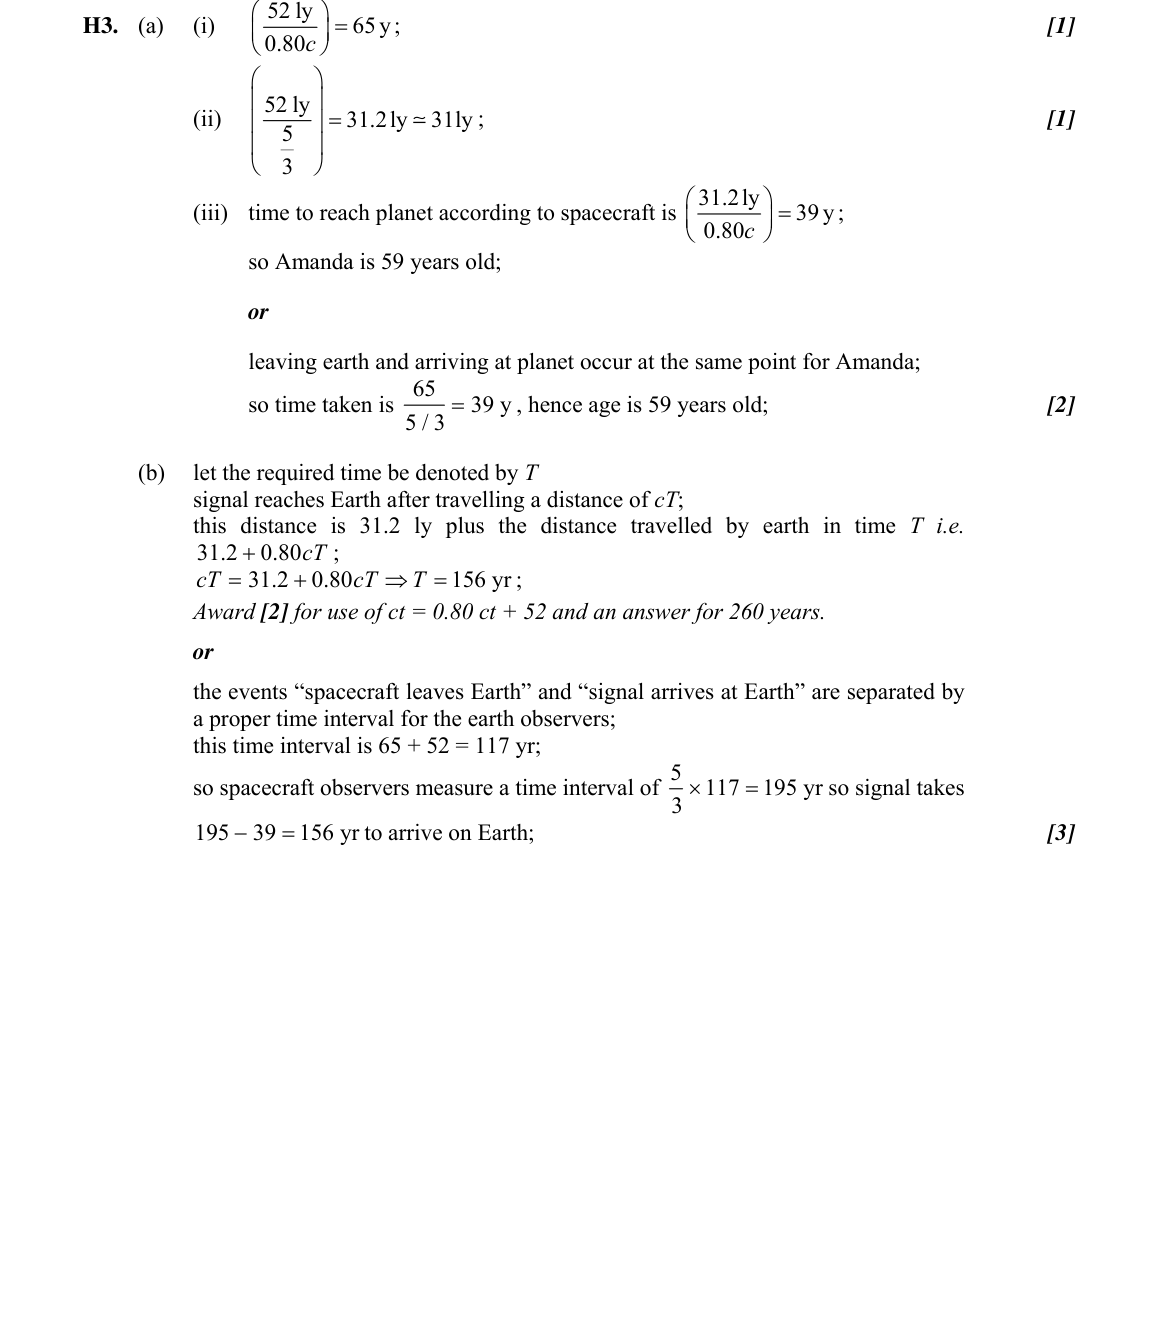 H3. (a) (i) (52 ly / 0.80c) = 65 y ; [1]
(ii) (52 ly / (5/3)) = 31.2 ly ≃ 31 ly ; [1]
(iii) time to reach planet according to spacecraft is (31.2 ly / 0.80c) = 39 y ;
so Amanda is 59 years old;
or
leaving earth and arriving at planet occur at the same point for Amanda;
so time taken is 65 / (5 / 3) = 39 y , hence age is 59 years old; [2]
(b) let the required time be denoted by T
signal reaches Earth after travelling a distance of cT;
this distance is 31.2 ly plus the distance travelled by earth in time T i.e.
31.2 + 0.80cT ;
cT = 31.2 + 0.80cT ⇒ T = 156 yr ;
Award [2] for use of ct = 0.80 ct + 52 and an answer for 260 years.
or
the events “spacecraft leaves Earth” and “signal arrives at Earth” are separated by
a proper time interval for the earth observers;
this time interval is 65 + 52 = 117 yr;
so spacecraft observers measure a time interval of 5/3 × 117 = 195 yr so signal takes
195 − 39 = 156 yr to arrive on Earth; [3]